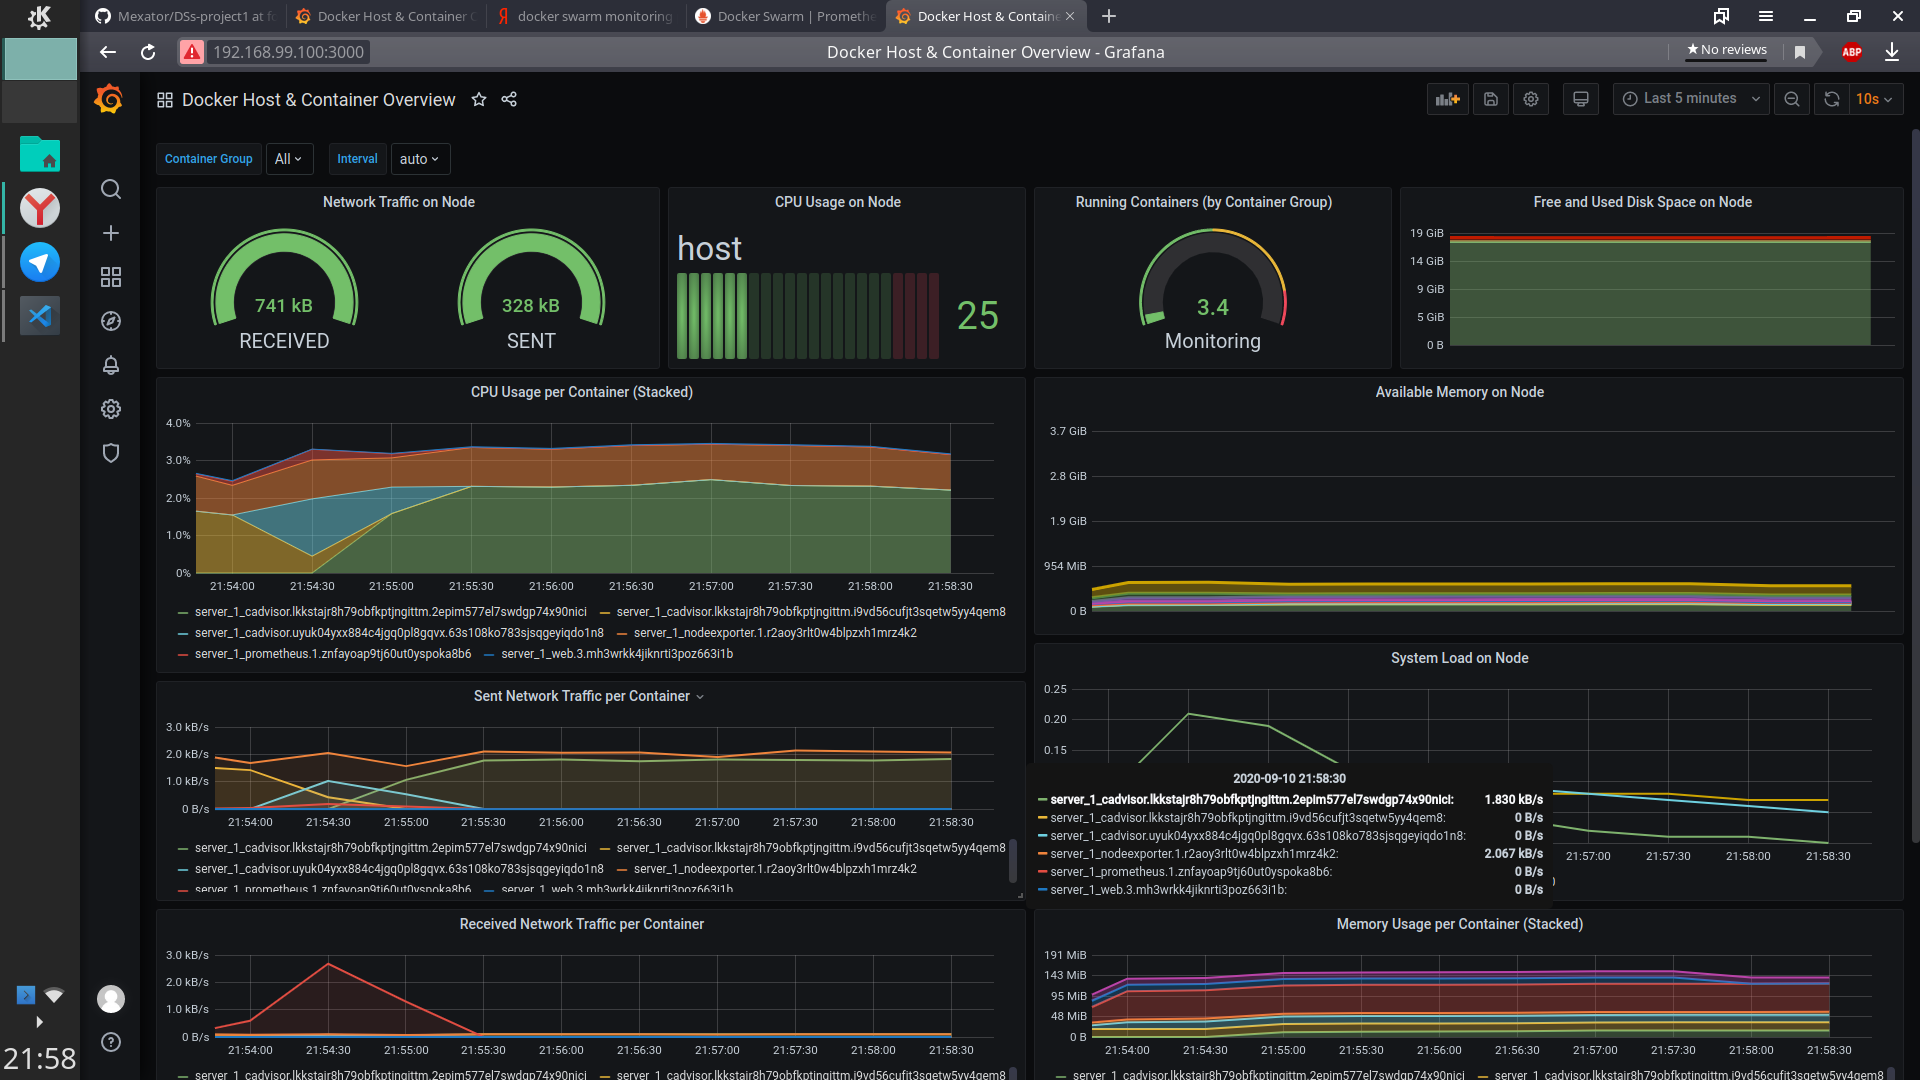 Mexator/DSs-project1 at fe
Docker Host & Container C
docker swarm monitoring
Docker Swarm | Promethe
Docker Host & Containe
192.168.99.100:3000
Docker Host & Container Overview - Grafana
★No reviews
ABP
Docker Host & Container Overview
Last 5 minutes
10s
Container Group
All
Interval
auto
Network Traffic on Node
741 kB
RECEIVED
328 kB
SENT
CPU Usage on Node
host
25
Running Containers (by Container Group)
3.4
Monitoring
Free and Used Disk Space on Node
19 GiB
14 GiB
9 GiB
5 GiB
0 B
CPU Usage per Container (Stacked)
4.0%
3.0%
2.0%
1.0%
0%
21:54:00 21:54:30 21:55:00 21:55:30 21:56:00 21:56:30 21:57:00 21:57:30 21:58:00 21:58:30
server_1_cadvisor.lkkstajr8h79obfkptjngittm.2epim577el7swdgp74x90nici server_1_cadvisor.lkkstajr8h79obfkptjngittm.i9vd56cufjt3sqetw5yy4qem8
server_1_cadvisor.uyuk04yxx884c4jgq0pl8gqvx.63s108ko783sjsqgeyiqdo1n8 server_1_nodeexporter.1.r2aoy3rlt0w4blpzxh1mrz4k2
server_1_prometheus.1.znfayoap9tj60ut0yspoka8b6 server_1_web.3.mh3wrkk4jiknrti3poz663i1b
Available Memory on Node
3.7 GiB
2.8 GiB
1.9 GiB
954 MiB
0 B
Sent Network Traffic per Container
3.0 kB/s
2.0 kB/s
1.0 kB/s
0 B/s
21:54:00 21:54:30 21:55:00 21:55:30 21:56:00 21:56:30 21:57:00 21:57:30 21:58:00 21:58:30
server_1_cadvisor.lkkstajr8h79obfkptjngittm.2epim577el7swdgp74x90nici server_1_cadvisor.lkkstajr8h79obfkptjngittm.i9vd56cufjt3sqetw5yy4qem8
server_1_cadvisor.uyuk04yxx884c4jgq0pl8gqvx.63s108ko783sjsqgeyiqdo1n8 server_1_nodeexporter.1.r2aoy3rlt0w4blpzxh1mrz4k2
server_1_prometheus.1.znfayoap9tj60ut0yspoka8b6 server_1_web.3.mh3wrkk4jiknrti3poz663i1b
System Load on Node
0.25
0.20
0.15
21:57:00 21:57:30 21:58:00 21:58:30
2020-09-10 21:58:30
server_1_cadvisor.lkkstajr8h79obfkptjngittm.2epim577el7swdgp74x90nici: 1.830 kB/s
server_1_cadvisor.lkkstajr8h79obfkptjngittm.i9vd56cufjt3sqetw5yy4qem8: 0 B/s
server_1_cadvisor.uyuk04yxx884c4jgq0pl8gqvx.63s108ko783sjsqgeyiqdo1n8: 0 B/s
server_1_nodeexporter.1.r2aoy3rlt0w4blpzxh1mrz4k2: 2.067 kB/s
server_1_prometheus.1.znfayoap9tj60ut0yspoka8b6: 0 B/s
server_1_web.3.mh3wrkk4jiknrti3poz663i1b: 0 B/s
Received Network Traffic per Container
3.0 kB/s
2.0 kB/s
1.0 kB/s
0 B/s
21:54:00 21:54:30 21:55:00 21:55:30 21:56:00 21:56:30 21:57:00 21:57:30 21:58:00 21:58:30
server_1_cadvisor.lkkstajr8h79obfkptjngittm.2epim577el7swdgp74x90nici server_1_cadvisor.lkkstajr8h79obfkptjngittm.i9vd56cufjt3sqetw5yy4qem8
Memory Usage per Container (Stacked)
191 MiB
143 MiB
95 MiB
48 MiB
0 B
21:54:00 21:54:30 21:55:00 21:55:30 21:56:00 21:56:30 21:57:00 21:57:30 21:58:00 21:58:30
server_1_cadvisor.lkkstajr8h79obfkptjngittm.2epim577el7swdgp74x90nici server_1_cadvisor.lkkstajr8h79obfkptjngittm.i9vd56cufjt3sqetw5yy4qem8
21:58